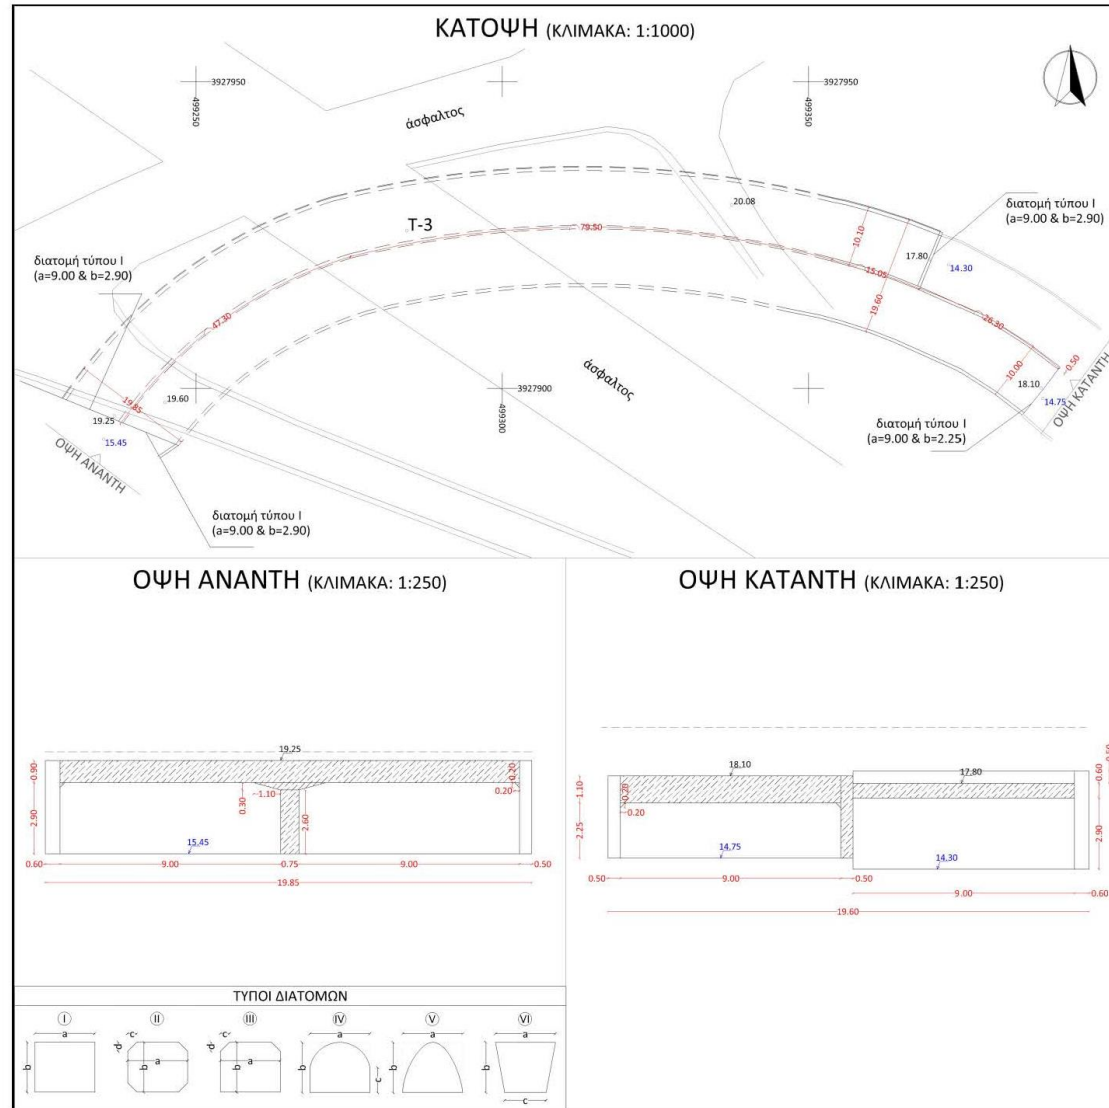 ΚΑΤΟΨΗ (ΚΛΙΜΑΚΑ: 1:1000)
3927950
499250
3927950
499350
άσφαλτος
διατομή τύπου Ι
(a=9.00 & b=2.90)
20.08
T-3
79.50
10.10
17.80
14.30
διατομή τύπου Ι
(a=9.00 & b=2.90)
15.05
19.60
47.30
26.30
άσφαλτος
3927900
499300
10.00
0.50
18.10
14.75
ΟΨΗ ΚΑΤΑΝΤΗ
19.85
19.60
19.25
15.45
ΟΨΗ ΑΝΑΝΤΗ
διατομή τύπου Ι
(a=9.00 & b=2.25)
διατομή τύπου Ι
(a=9.00 & b=2.90)
ΟΨΗ ΑΝΑΝΤΗ (ΚΛΙΜΑΚΑ: 1:250)
19.25
0.90
0.20
0.20
1.10
0.30
2.90
2.60
15.45
0.60 9.00 0.75 9.00 0.50
19.85
ΟΨΗ ΚΑΤΑΝΤΗ (ΚΛΙΜΑΚΑ: 1:250)
18.10
17.80
0.50
0.60
1.10
0.20
0.20
2.25
2.90
14.75
14.30
0.50 9.00 0.50
9.00 0.60
19.60
ΤΥΠΟΙ ΔΙΑΤΟΜΩΝ
I II III IV V VI
a c c a a a
d d
b b a b a b c b b
c